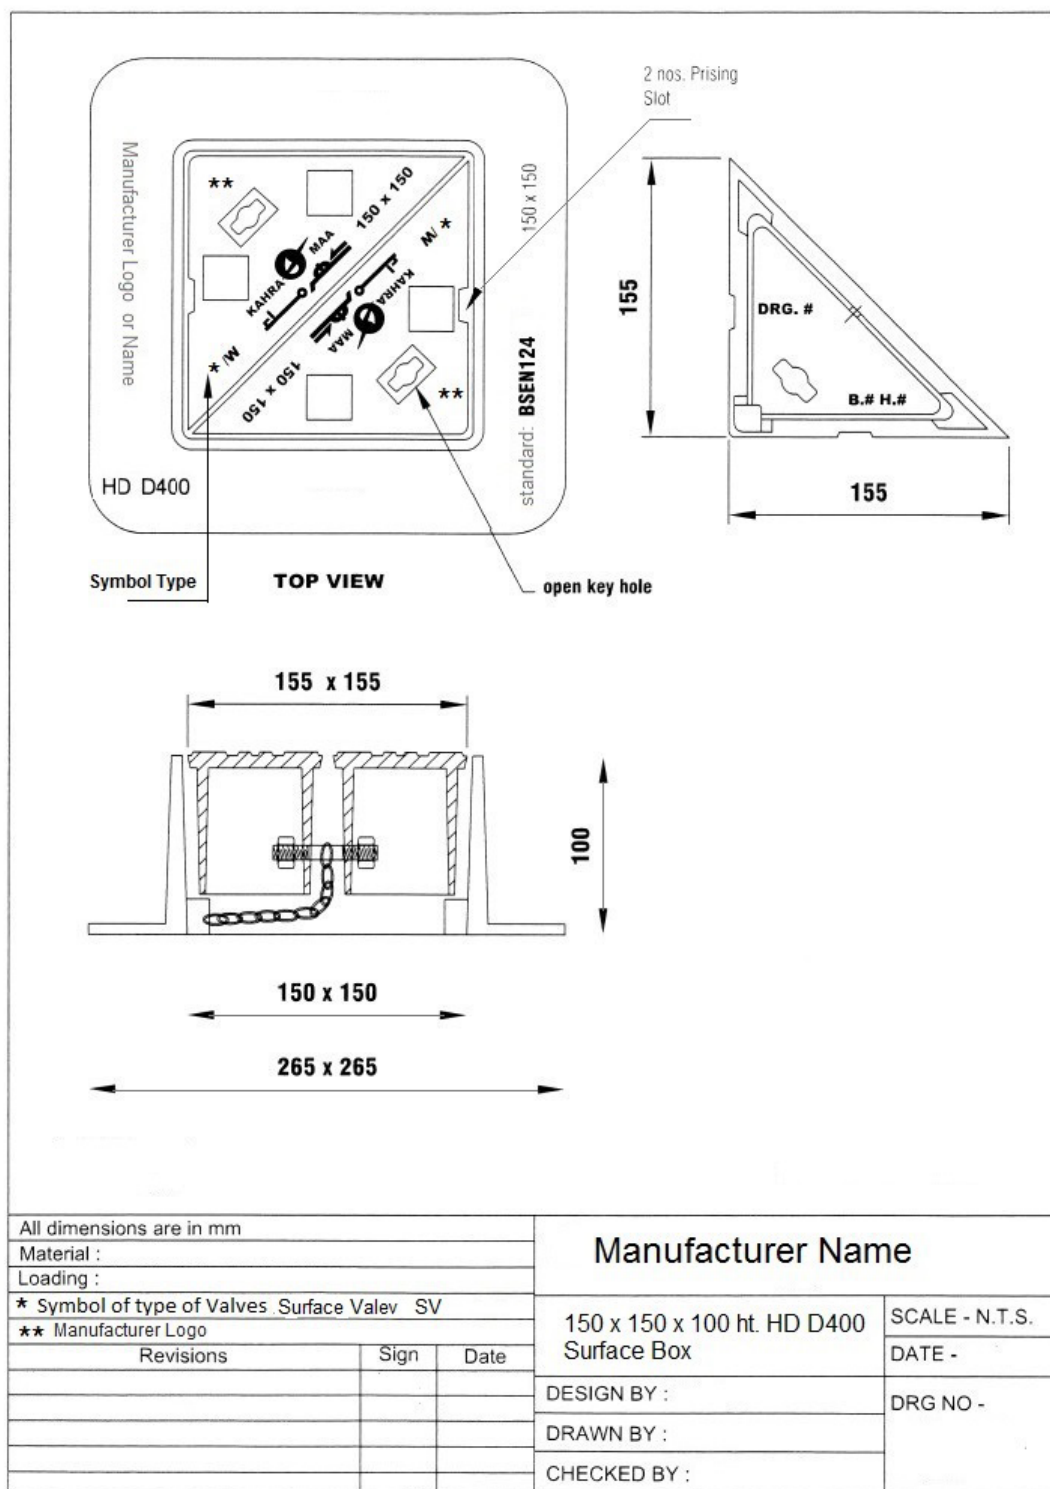 2 nos. Prising
Slot
Manufacturer Logo or Name
**
150 x 150
MAA
KAHRA
W/ *
W/ *
KAHRA
MAA
150 x 150
**
150 x 150
standard: BSEN124
HD D400
Symbol Type
TOP VIEW
open key hole
155
DRG. #
B.# H.#
155
155 x 155
100
150 x 150
265 x 265
All dimensions are in mm
Material :
Loading :
* Symbol of type of Valves Surface Valev SV
** Manufacturer Logo
Revisions Sign Date
Manufacturer Name
150 x 150 x 100 ht. HD D400
Surface Box
SCALE - N.T.S.
DATE -
DESIGN BY :
DRG NO -
DRAWN BY :
CHECKED BY :